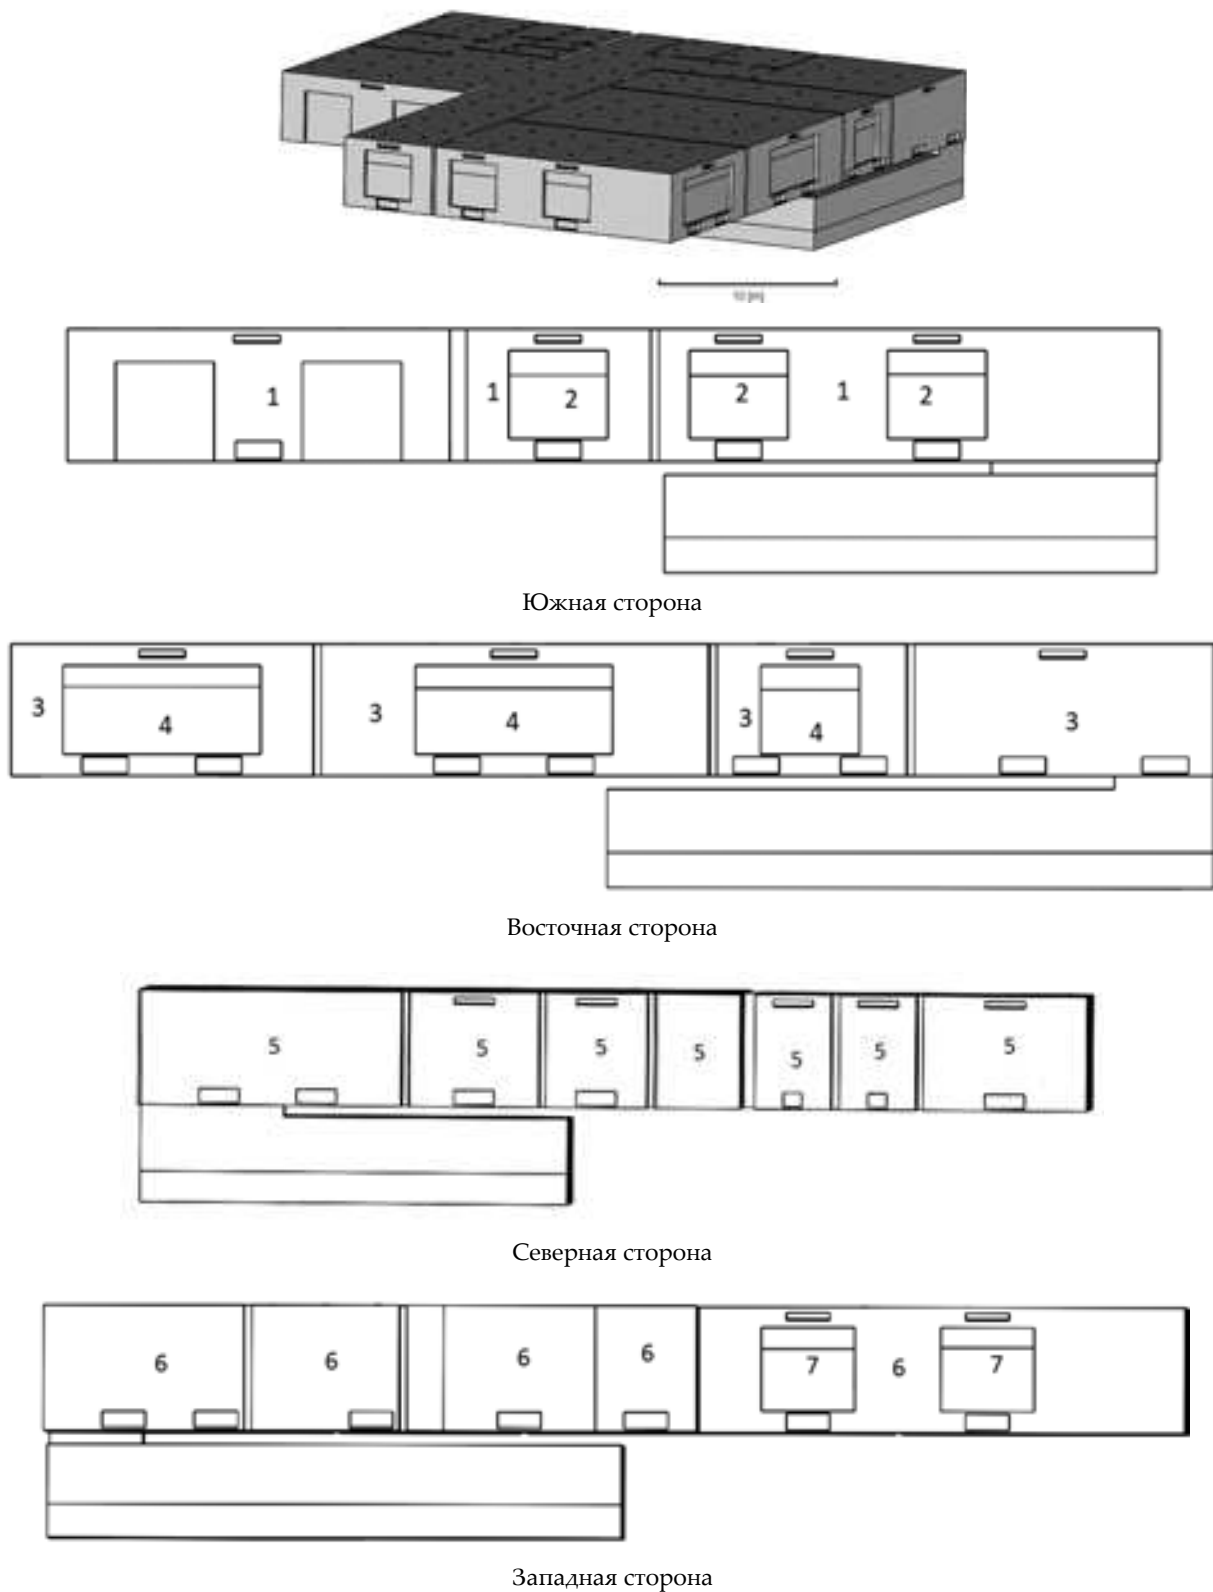 10 [m]
1 1 2 2 1 2
Южная сторона
3 4 3 4 3 4 3
Восточная сторона
5 5 5 5 5 5 5
Северная сторона
6 6 6 6 7 6 7
Западная сторона